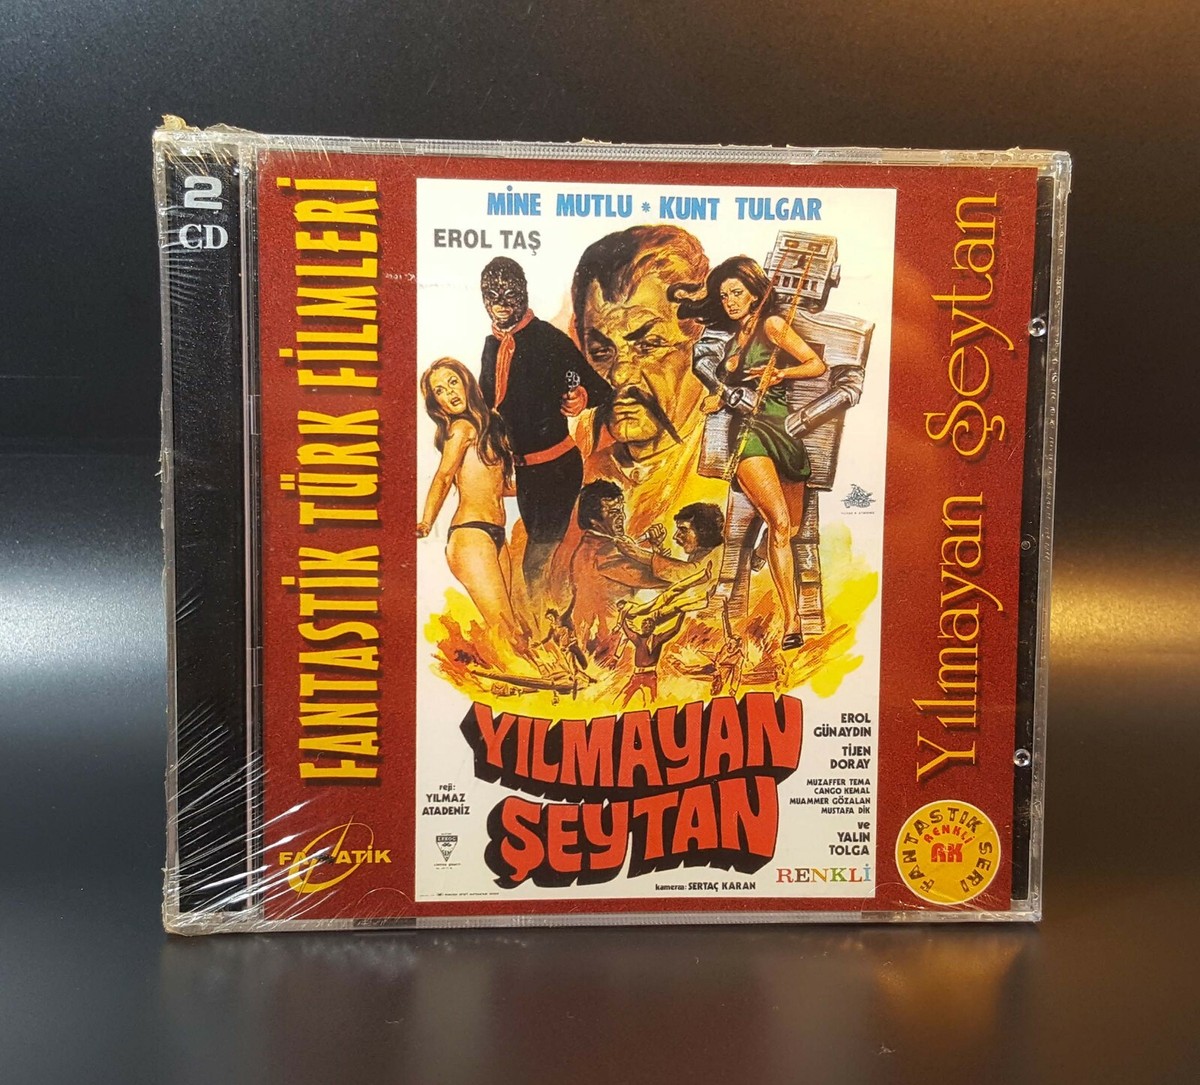 2
CD
FANTASTİK TÜRK FİLMLERİ
MİNE MUTLU * KUNT TULGAR
EROL TAŞ
YILMAYAN
ŞEYTAN
reji:
YILMAZ
ATADENİZ
EROL
GÜNAYDIN
TİJEN
DORAY
MUZAFFER TEMA
CANGO KEMAL
MUAMMER GÖZALAN
MUSTAFA DİK
ve
YALIN
TOLGA
RENKLİ
kamera: SERTAÇ KARAN
Yılmayan Şeytan
FANATİK
FANTASTİK SERİ
RENKLİ